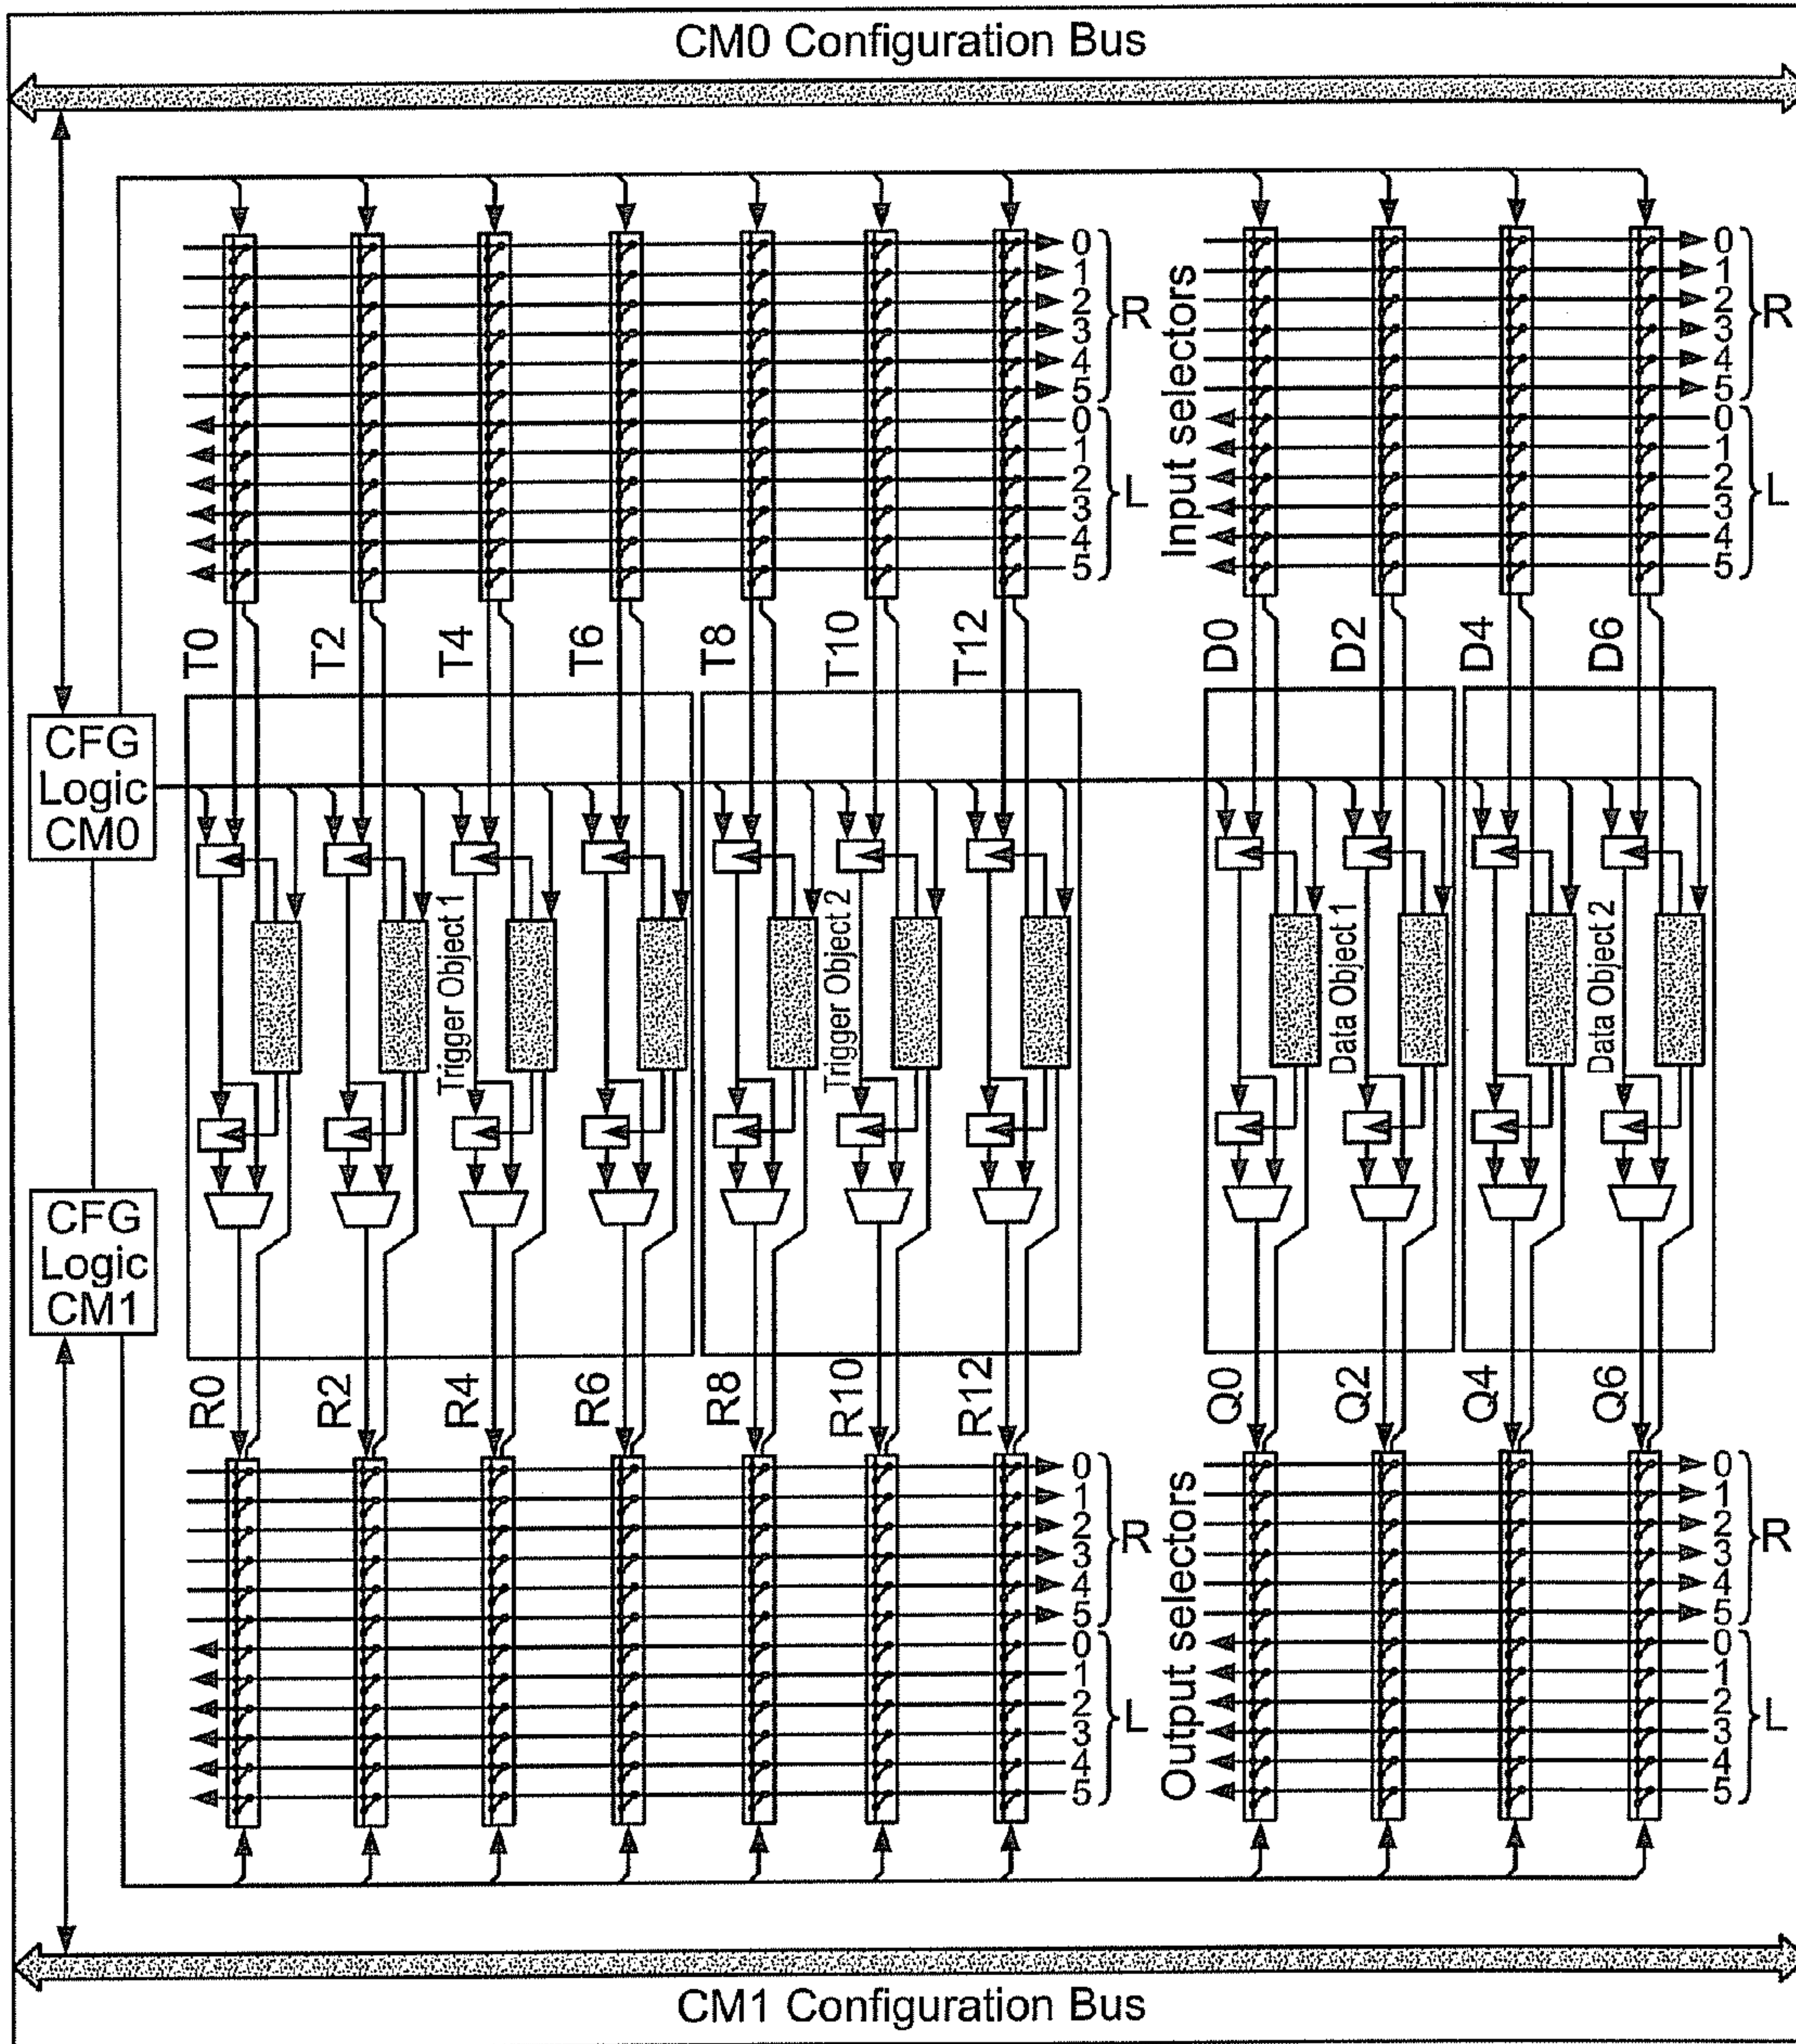 CM0 Configuration Bus
0
1
2
3
4
5
R
0
1
2
3
4
5
L
Input selectors
0
1
2
3
4
5
R
0
1
2
3
4
5
L
T0
T2
T4
T6
T8
T10
T12
D0
D2
D4
D6
CFG
Logic
CM0
Trigger Object 1
Trigger Object 2
Data Object 1
Data Object 2
CFG
Logic
CM1
R0
R2
R4
R6
R8
R10
R12
Q0
Q2
Q4
Q6
0
1
2
3
4
5
R
0
1
2
3
4
5
L
Output selectors
0
1
2
3
4
5
R
0
1
2
3
4
5
L
CM1 Configuration Bus